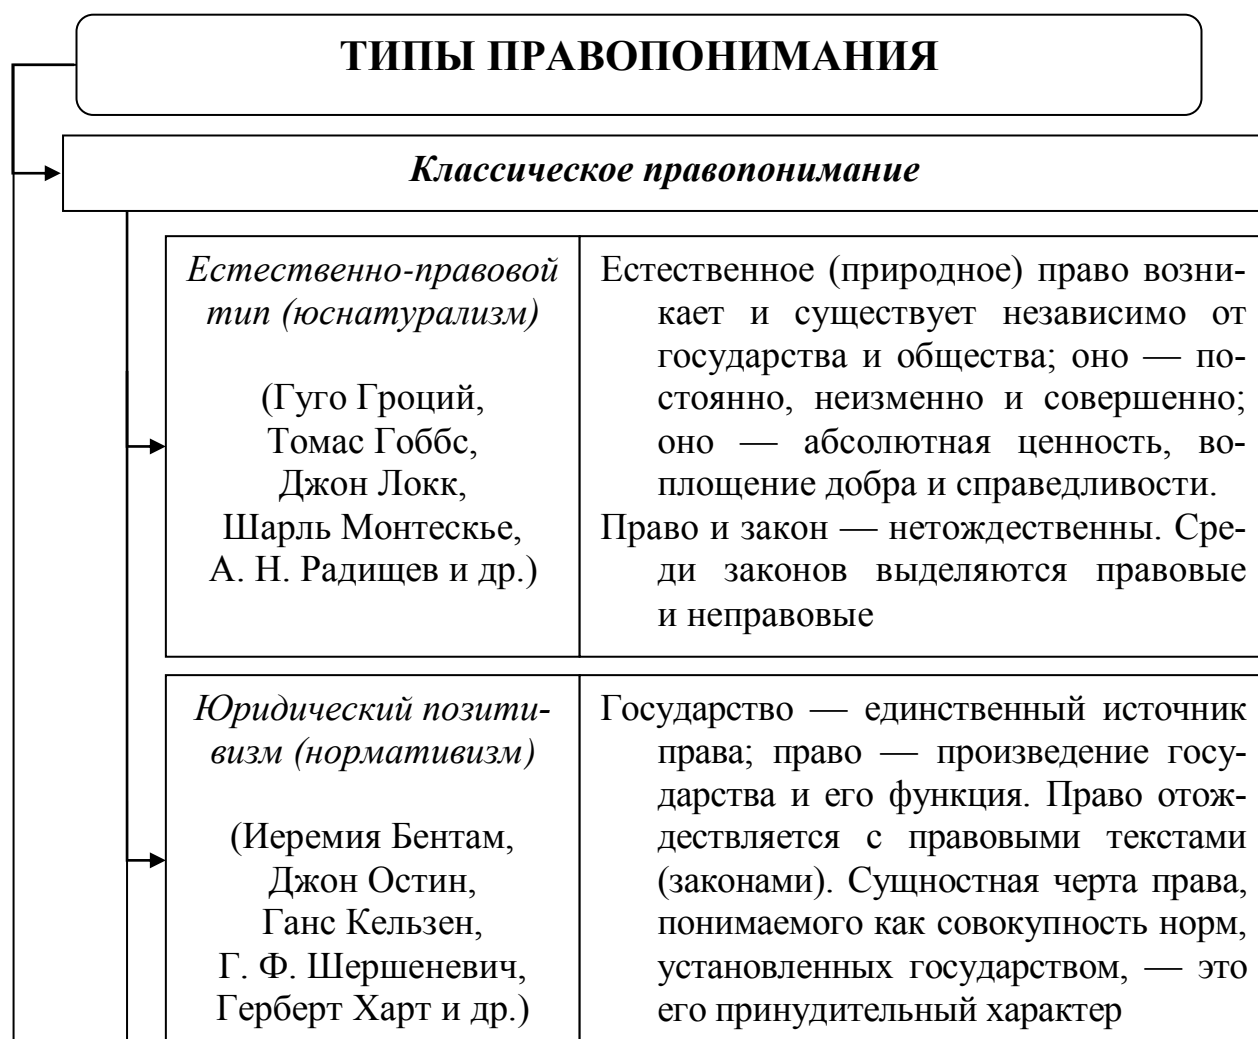 ТИПЫ ПРАВОПОНИМАНИЯ
Классическое правопонимание
Естественно-правовой
тип (юснатурализм)
(Гуго Гроций,
Томас Гоббс,
Джон Локк,
Шарль Монтескье,
А. Н. Радищев и др.)
Естественное (природное) право возни-
кает и существует независимо от
государства и общества; оно — по-
стоянно, неизменно и совершенно;
оно — абсолютная ценность, во-
площение добра и справедливости.
Право и закон — нетождественны. Сре-
ди законов выделяются правовые
и неправовые
Юридический позити-
визм (нормативизм)
(Иеремия Бентам,
Джон Остин,
Ганс Кельзен,
Г. Ф. Шершеневич,
Герберт Харт и др.)
Государство — единственный источник
права; право — произведение госу-
дарства и его функция. Право отож-
дествляется с правовыми текстами
(законами). Сущностная черта права,
понимаемого как совокупность норм,
установленных государством, — это
его принудительный характер